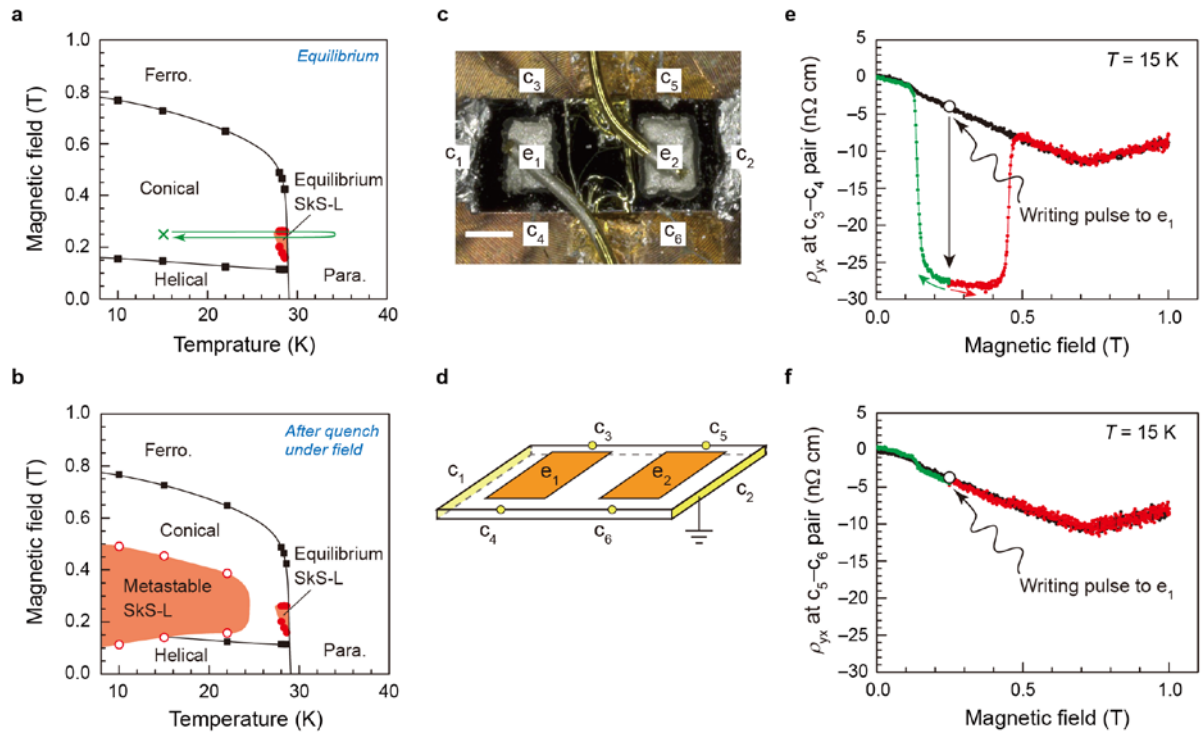 a
Equilibrium
Magnetic field (T)
1.0
0.8
0.6
0.4
0.2
0.0
Ferro.
Conical
Equilibrium
SkS-L
Helical
Para.
10
20
30
40
Temprature (K)
b
After quench
under field
Magnetic field (T)
1.0
0.8
0.6
0.4
0.2
0.0
Ferro.
Conical
Equilibrium
SkS-L
Metastable
SkS-L
Helical
Para.
10
20
30
40
Temperature (K)
c
c3
c5
c1
e1
e2
c2
c4
c6
d
c3
c5
c1
e1
e2
c2
c4
c6
e
ρyx at c3–c4 pair (nΩ cm)
5
0
−5
−10
−15
−20
−25
−30
T = 15 K
Writing pulse to e1
0.0
0.5
1.0
Magnetic field (T)
f
ρyx at c5–c6 pair (nΩ cm)
5
0
−5
−10
−15
−20
−25
−30
T = 15 K
Writing pulse to e1
0.0
0.5
1.0
Magnetic field (T)